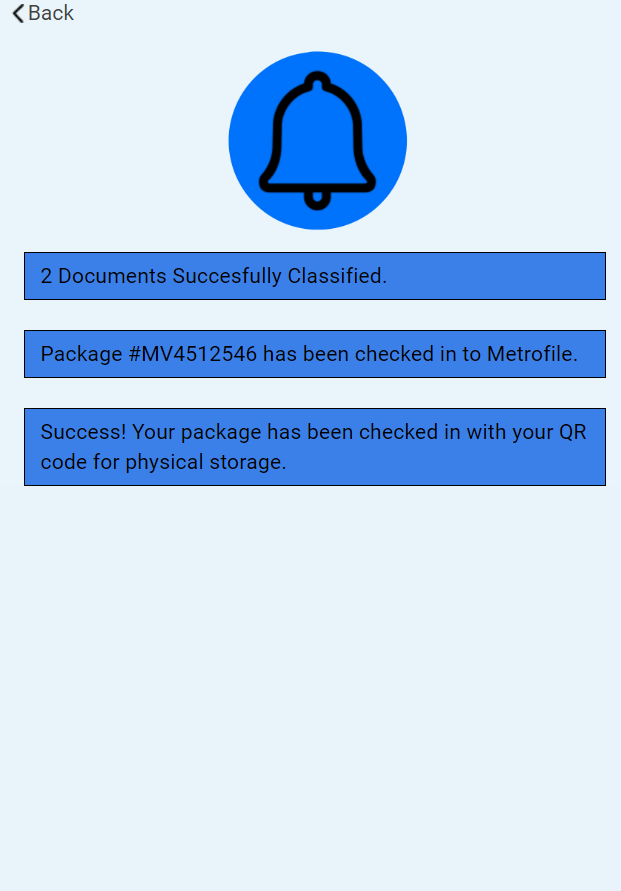 Back
2 Documents Succesfully Classified.
Package #MV4512546 has been checked in to Metrofile.
Success! Your package has been checked in with your QR
code for physical storage.